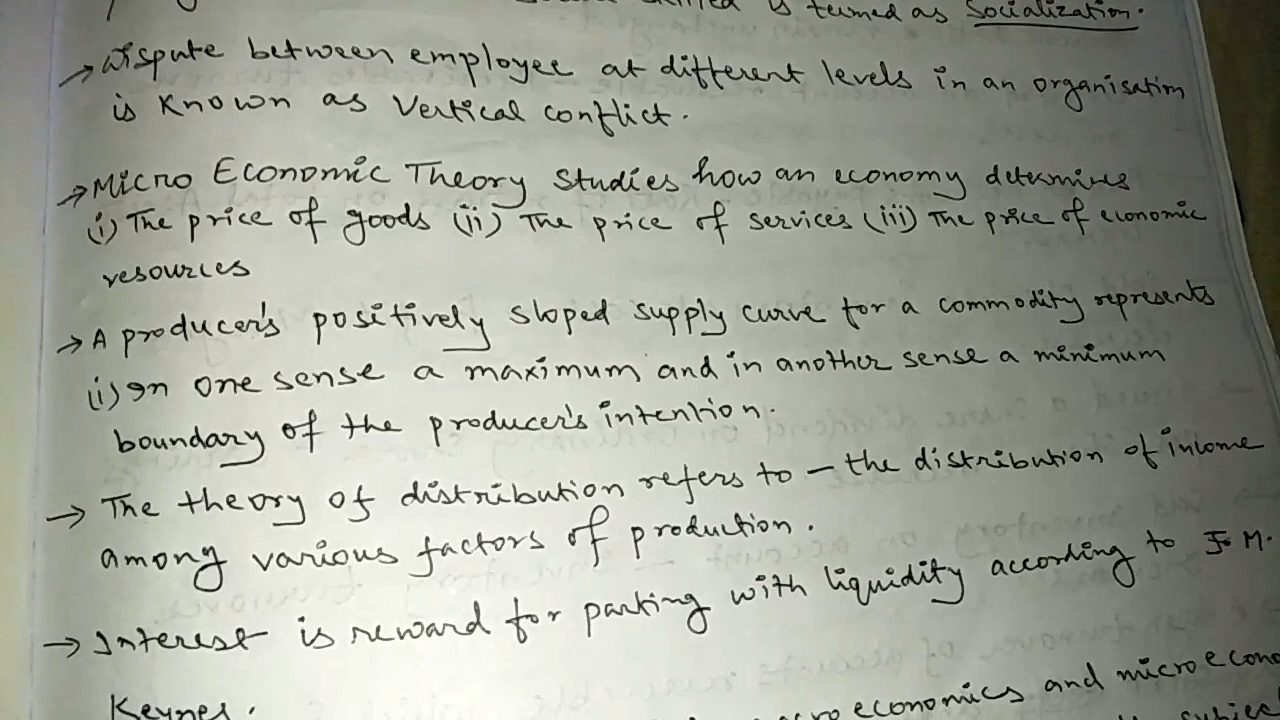 is termed as Socialization.
→ Dispute between employee at different levels in an organisation
is known as Vertical conflict.
→ Micro Economic Theory studies how an economy determines
(i) The price of goods (ii) The price of services (iii) The price of economic
resources
→ A producer's positively sloped supply curve for a commodity represents
(i) In one sense a maximum and in another sense a minimum
boundary of the producer's intention.
→ The theory of distribution refers to – the distribution of income
among various factors of production.
→ Interest is reward for parting with liquidity according to J.M.
Keynes.
economics and